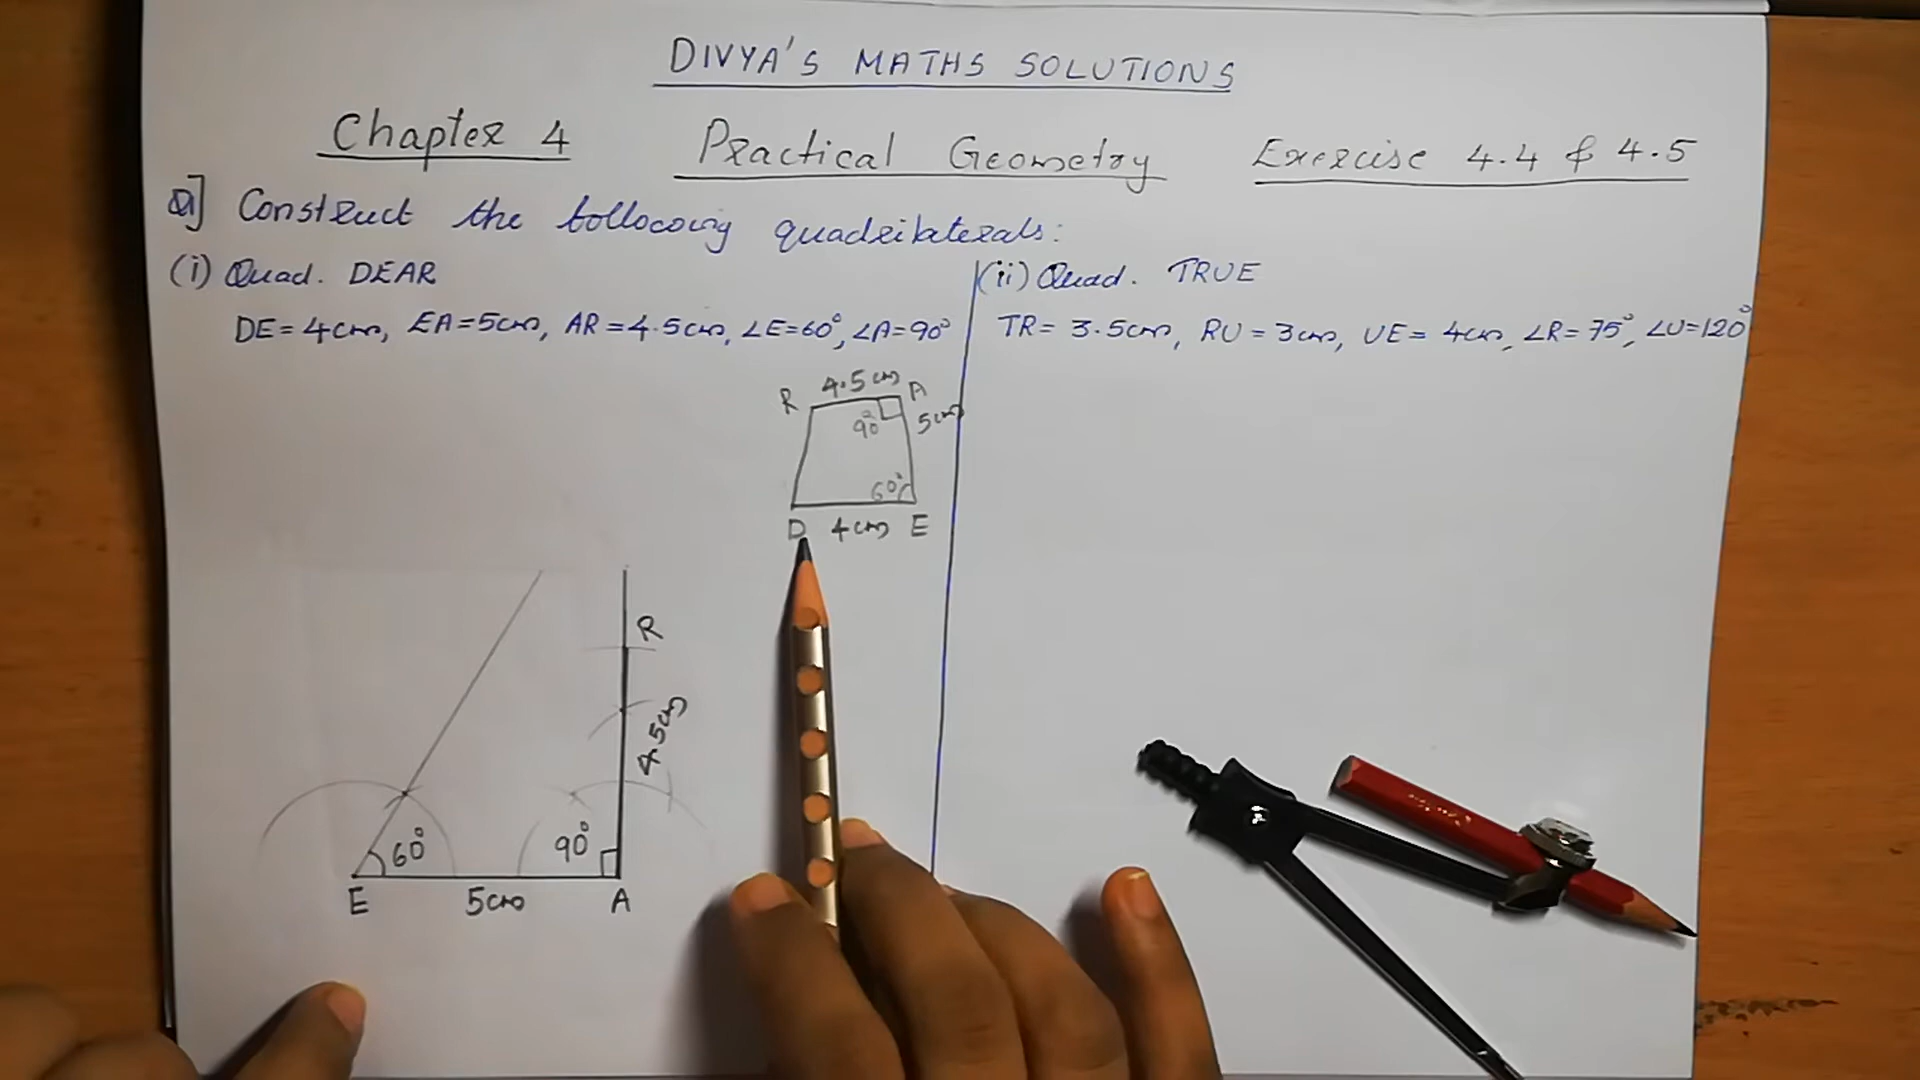 DIVYA'S MATHS SOLUTIONS
Chapter 4 Practical Geometry Exercise 4.4 & 4.5
Q1] Construct the following quadrilaterals:
(i) Quad. DEAR
DE = 4cm, EA = 5cm, AR = 4.5cm, ∠E = 60°, ∠A = 90°
(ii) Quad. TRUE
TR = 3.5cm, RU = 3cm, UE = 4cm, ∠R = 75°, ∠U = 120°
R 4.5cm A
90° 5cm
60°
D 4cm E
R
4.5cm
60° 90°
E 5cm A